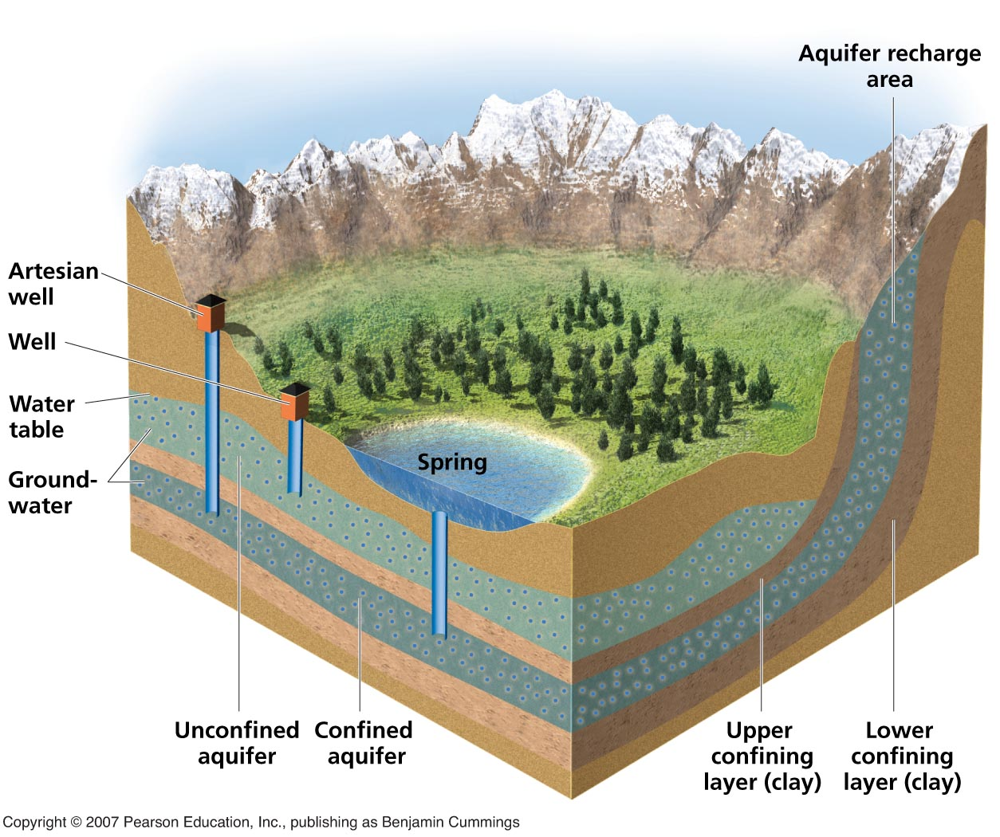 Aquifer recharge
area
Artesian
well
Well
Water
table
Ground-
water
Spring
Unconfined
aquifer
Confined
aquifer
Upper
confining
layer (clay)
Lower
confining
layer (clay)
Copyright © 2007 Pearson Education, Inc., publishing as Benjamin Cummings